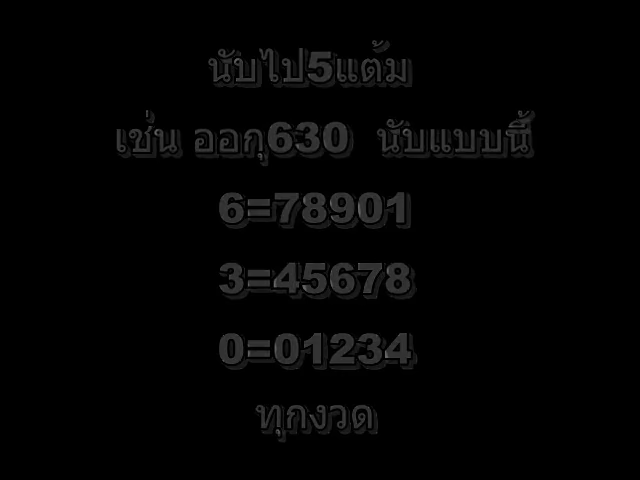 นับไป5แต้ม
เช่น ออกุ630 นับแบบนี้
6=78901
3=45678
0=01234
ทุกงวด